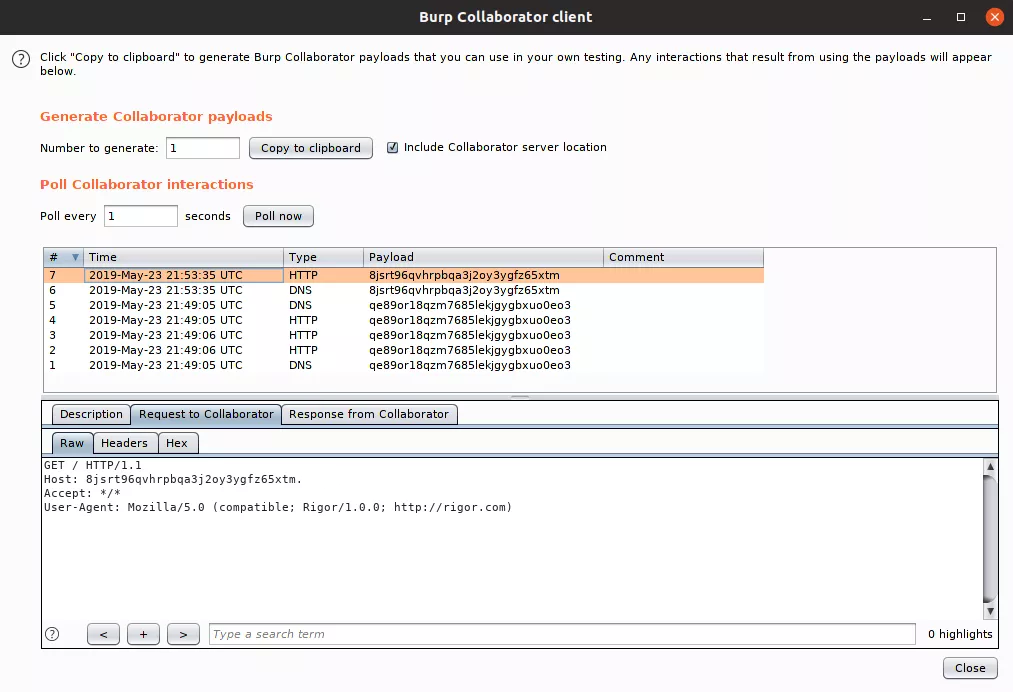 Burp Collaborator client
Click "Copy to clipboard" to generate Burp Collaborator payloads that you can use in your own testing. Any interactions that result from using the payloads will appear
below.
Generate Collaborator payloads
Number to generate: 1 Copy to clipboard Include Collaborator server location
Poll Collaborator interactions
Poll every 1 seconds Poll now
# Time Type Payload Comment
7 2019-May-23 21:53:35 UTC HTTP 8jsrt96qvhrpbqa3j2oy3ygfz65xtm
6 2019-May-23 21:53:35 UTC DNS 8jsrt96qvhrpbqa3j2oy3ygfz65xtm
5 2019-May-23 21:49:05 UTC DNS qe89or18qzm7685lekjgygbxuo0eo3
4 2019-May-23 21:49:05 UTC HTTP qe89or18qzm7685lekjgygbxuo0eo3
3 2019-May-23 21:49:06 UTC HTTP qe89or18qzm7685lekjgygbxuo0eo3
2 2019-May-23 21:49:06 UTC HTTP qe89or18qzm7685lekjgygbxuo0eo3
1 2019-May-23 21:49:05 UTC DNS qe89or18qzm7685lekjgygbxuo0eo3
Description Request to Collaborator Response from Collaborator
Raw Headers Hex
GET / HTTP/1.1
Host: 8jsrt96qvhrpbqa3j2oy3ygfz65xtm.
Accept: */*
User-Agent: Mozilla/5.0 (compatible; Rigor/1.0.0; http://rigor.com)
? < + > Type a search term 0 highlights
Close